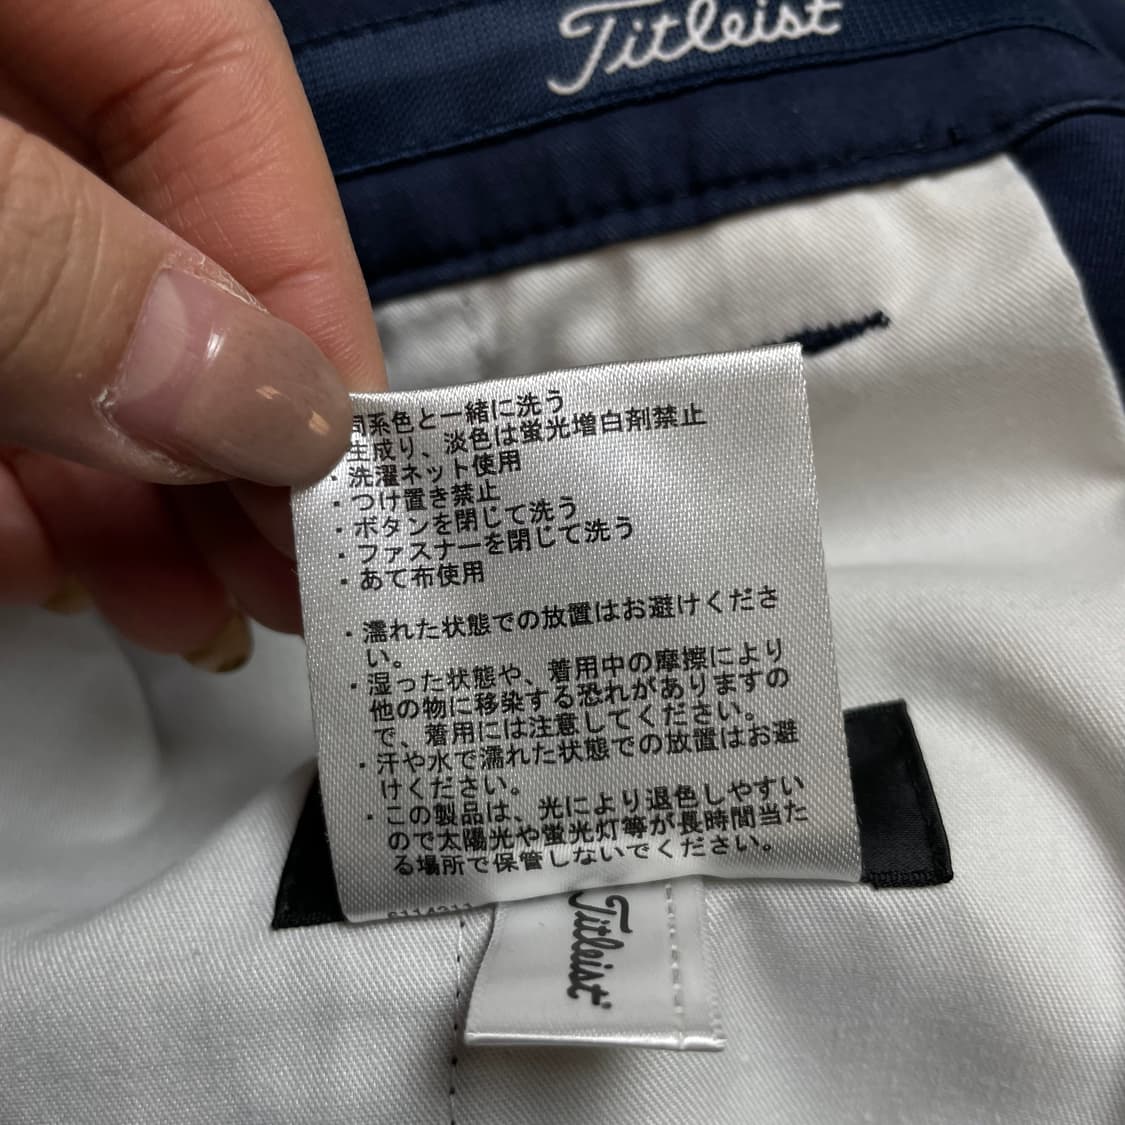 Titleist
同系色と一緒に洗う
生成り、淡色は蛍光増白剤禁止
・洗濯ネット使用
・つけ置き禁止
・ボタンを閉じて洗う
・ファスナーを閉じて洗う
・あて布使用
・濡れた状態での放置はお避けくださ
い。
・湿った状態や、着用中の摩擦により
他の物に移染する恐れがありますの
で、着用には注意してください。
・汗や水で濡れた状態での放置はお避
けください。
・この製品は、光により退色しやすい
ので太陽光や蛍光灯等が長時間当た
る場所で保管しないでください。
Titleist